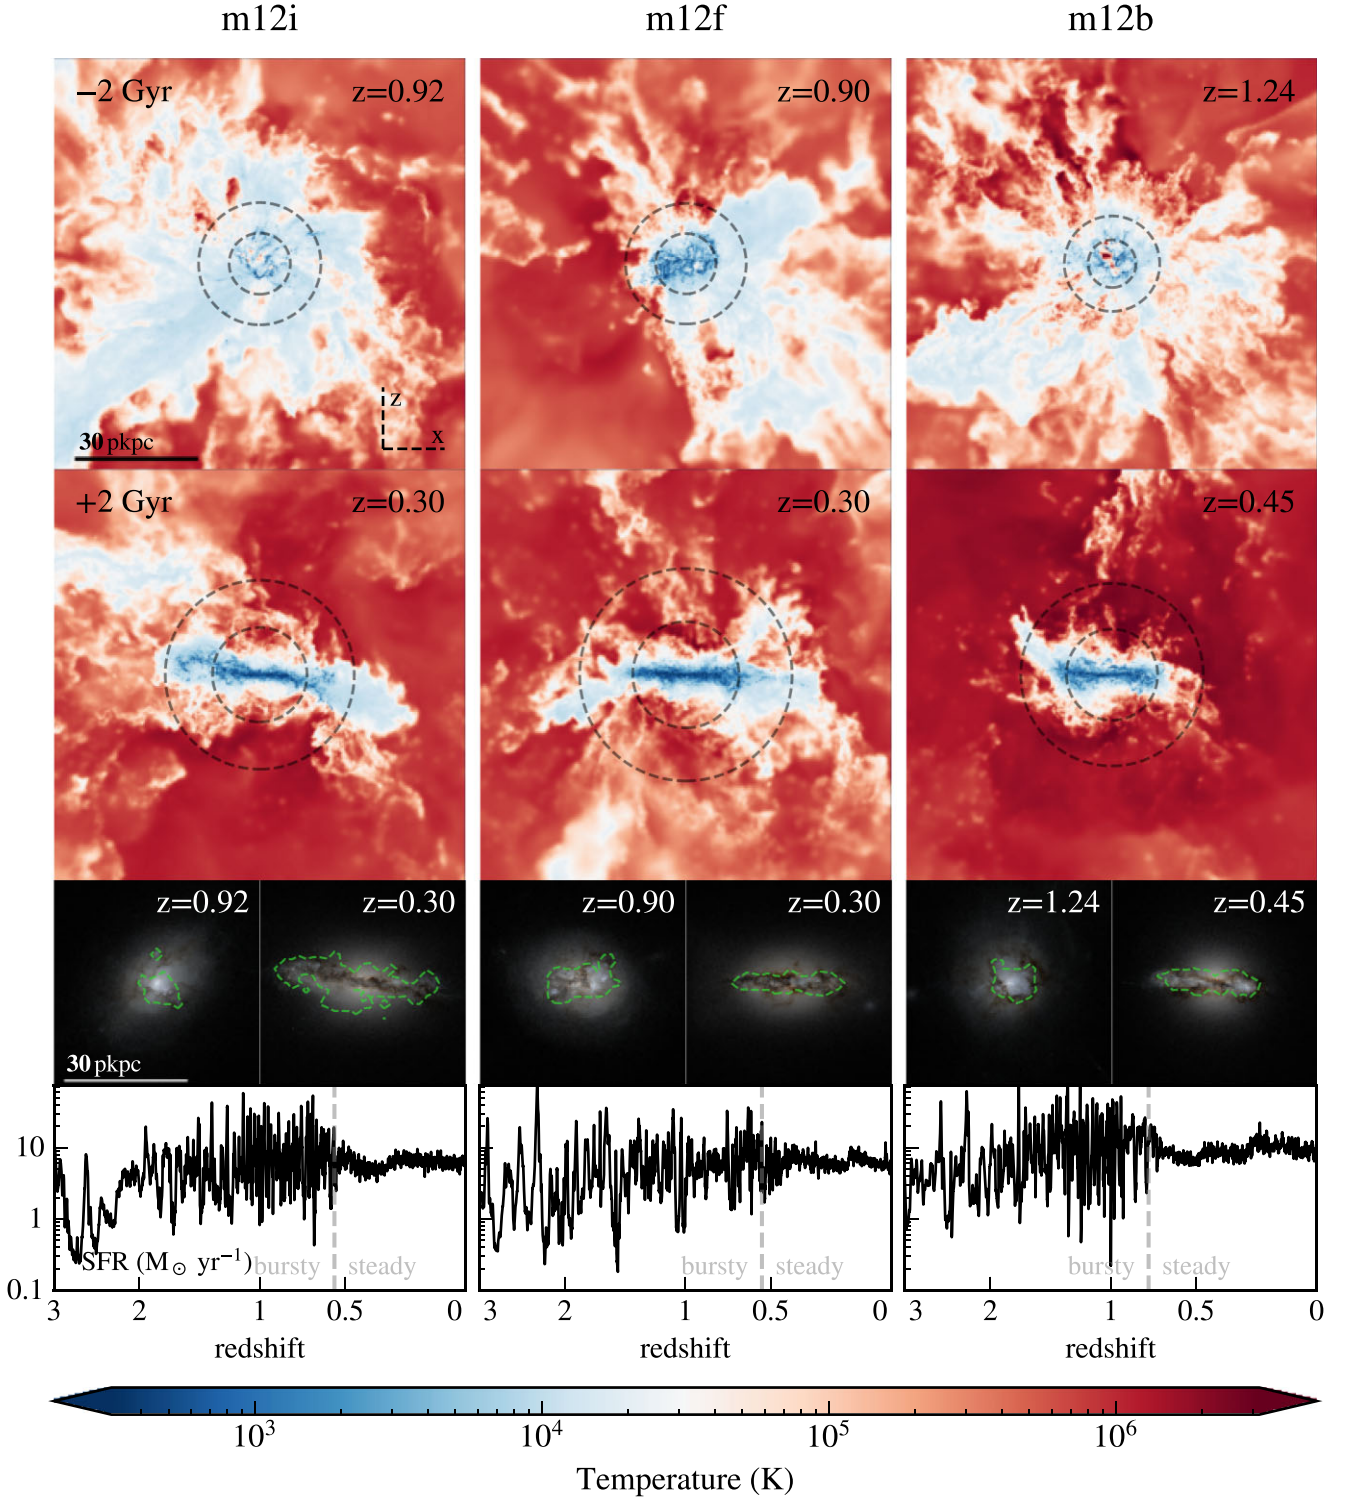 m12i m12f m12b
−2 Gyr z=0.92 z=0.90 z=1.24
z
x
30 pkpc
+2 Gyr z=0.30 z=0.30 z=0.45
z=0.92 z=0.30 z=0.90 z=0.30 z=1.24 z=0.45
30 pkpc
10
1
0.1
SFR (M⊙ yr⁻¹) bursty steady bursty steady bursty steady
3 2 1 0.5 0 3 2 1 0.5 0 3 2 1 0.5 0
redshift redshift redshift
10³ 10⁴ 10⁵ 10⁶
Temperature (K)